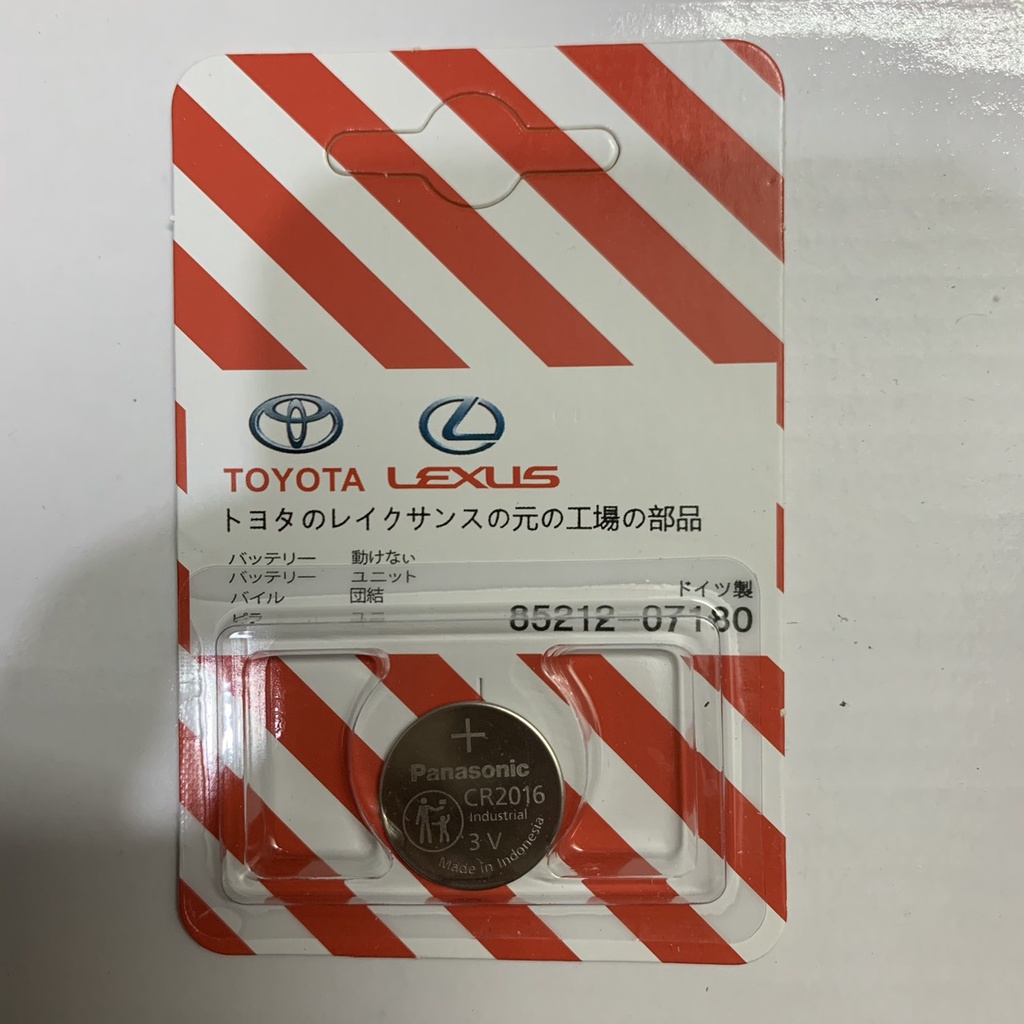 TOYOTA LEXUS
トヨタのレイクサンスの元の工場の部品
バッテリー 動けない
バッテリー ユニット
バイル 団結
ドイツ製
85212-07180
+
Panasonic
CR2016
Industrial
3 V
Made in Indonesia